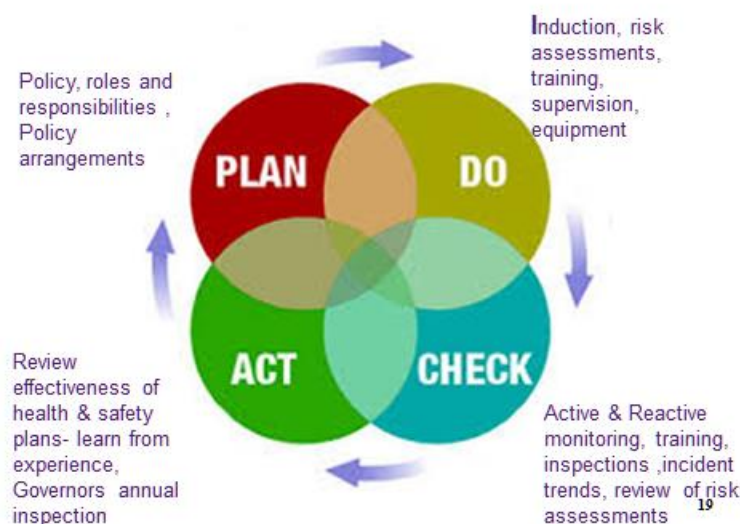 Policy, roles and
responsibilities ,
Policy
arrangements
Induction, risk
assessments,
training,
supervision,
equipment
PLAN
DO
ACT
CHECK
Review
effectiveness of
health & safety
plans- learn from
experience,
Governors annual
inspection
Active & Reactive
monitoring, training,
inspections ,incident
trends, review of risk
assessments
19